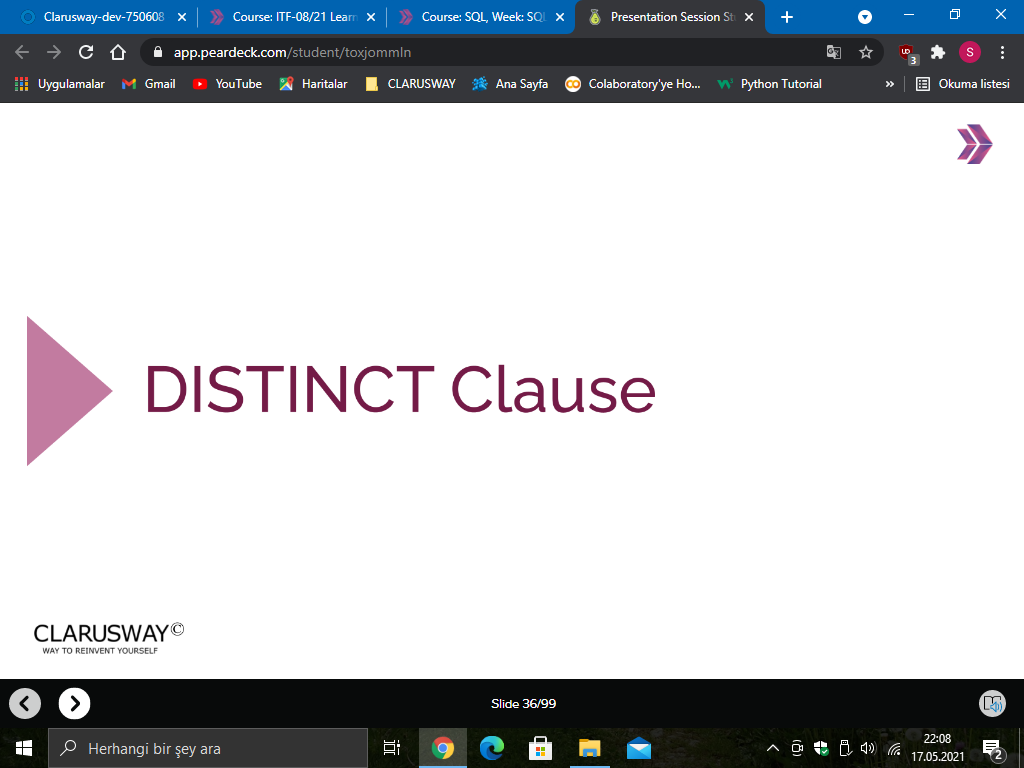 Clarusway-dev-750608
Course: ITF-08/21 Learn
Course: SQL, Week: SQL
Presentation Session St
app.peardeck.com/student/toxjommln
3
S
Uygulamalar
Gmail
YouTube
Haritalar
CLARUSWAY
Ana Sayfa
Colaboratory'ye Ho...
Python Tutorial
»
Okuma listesi
DISTINCT Clause
CLARUSWAY©
WAY TO REINVENT YOURSELF
Slide 36/99
Herhangi bir şey ara
22:08
17.05.2021
2